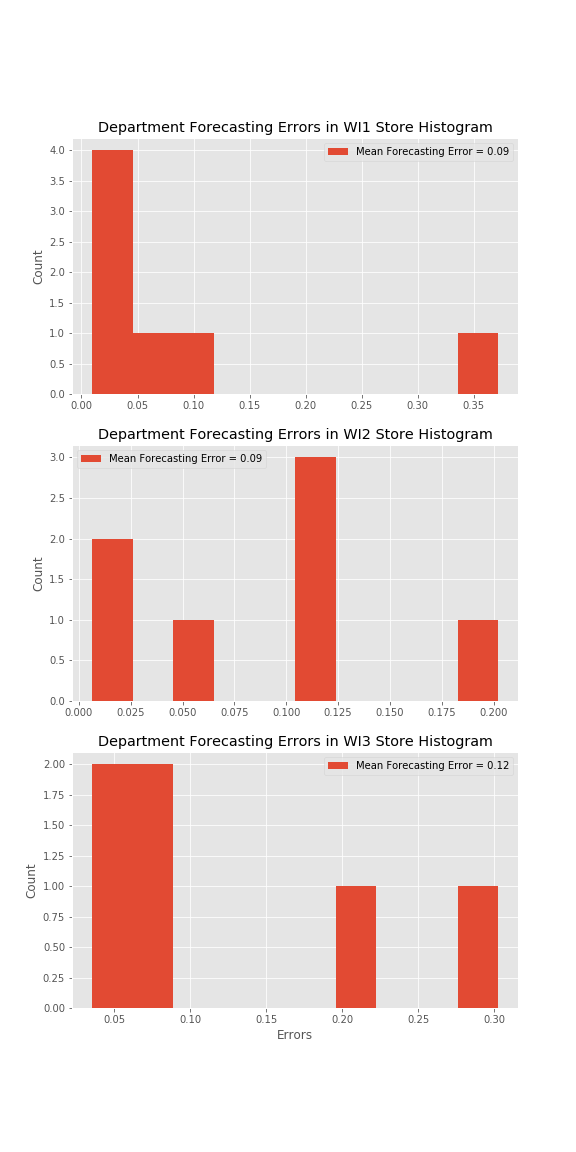 Department Forecasting Errors in WI1 Store Histogram
Mean Forecasting Error = 0.09
4.0
3.5
3.0
2.5
2.0
1.5
1.0
0.5
0.0
Count
0.00 0.05 0.10 0.15 0.20 0.25 0.30 0.35
Department Forecasting Errors in WI2 Store Histogram
Mean Forecasting Error = 0.09
3.0
2.5
2.0
1.5
1.0
0.5
0.0
Count
0.000 0.025 0.050 0.075 0.100 0.125 0.150 0.175 0.200
Department Forecasting Errors in WI3 Store Histogram
Mean Forecasting Error = 0.12
2.00
1.75
1.50
1.25
1.00
0.75
0.50
0.25
0.00
Count
0.05 0.10 0.15 0.20 0.25 0.30
Errors